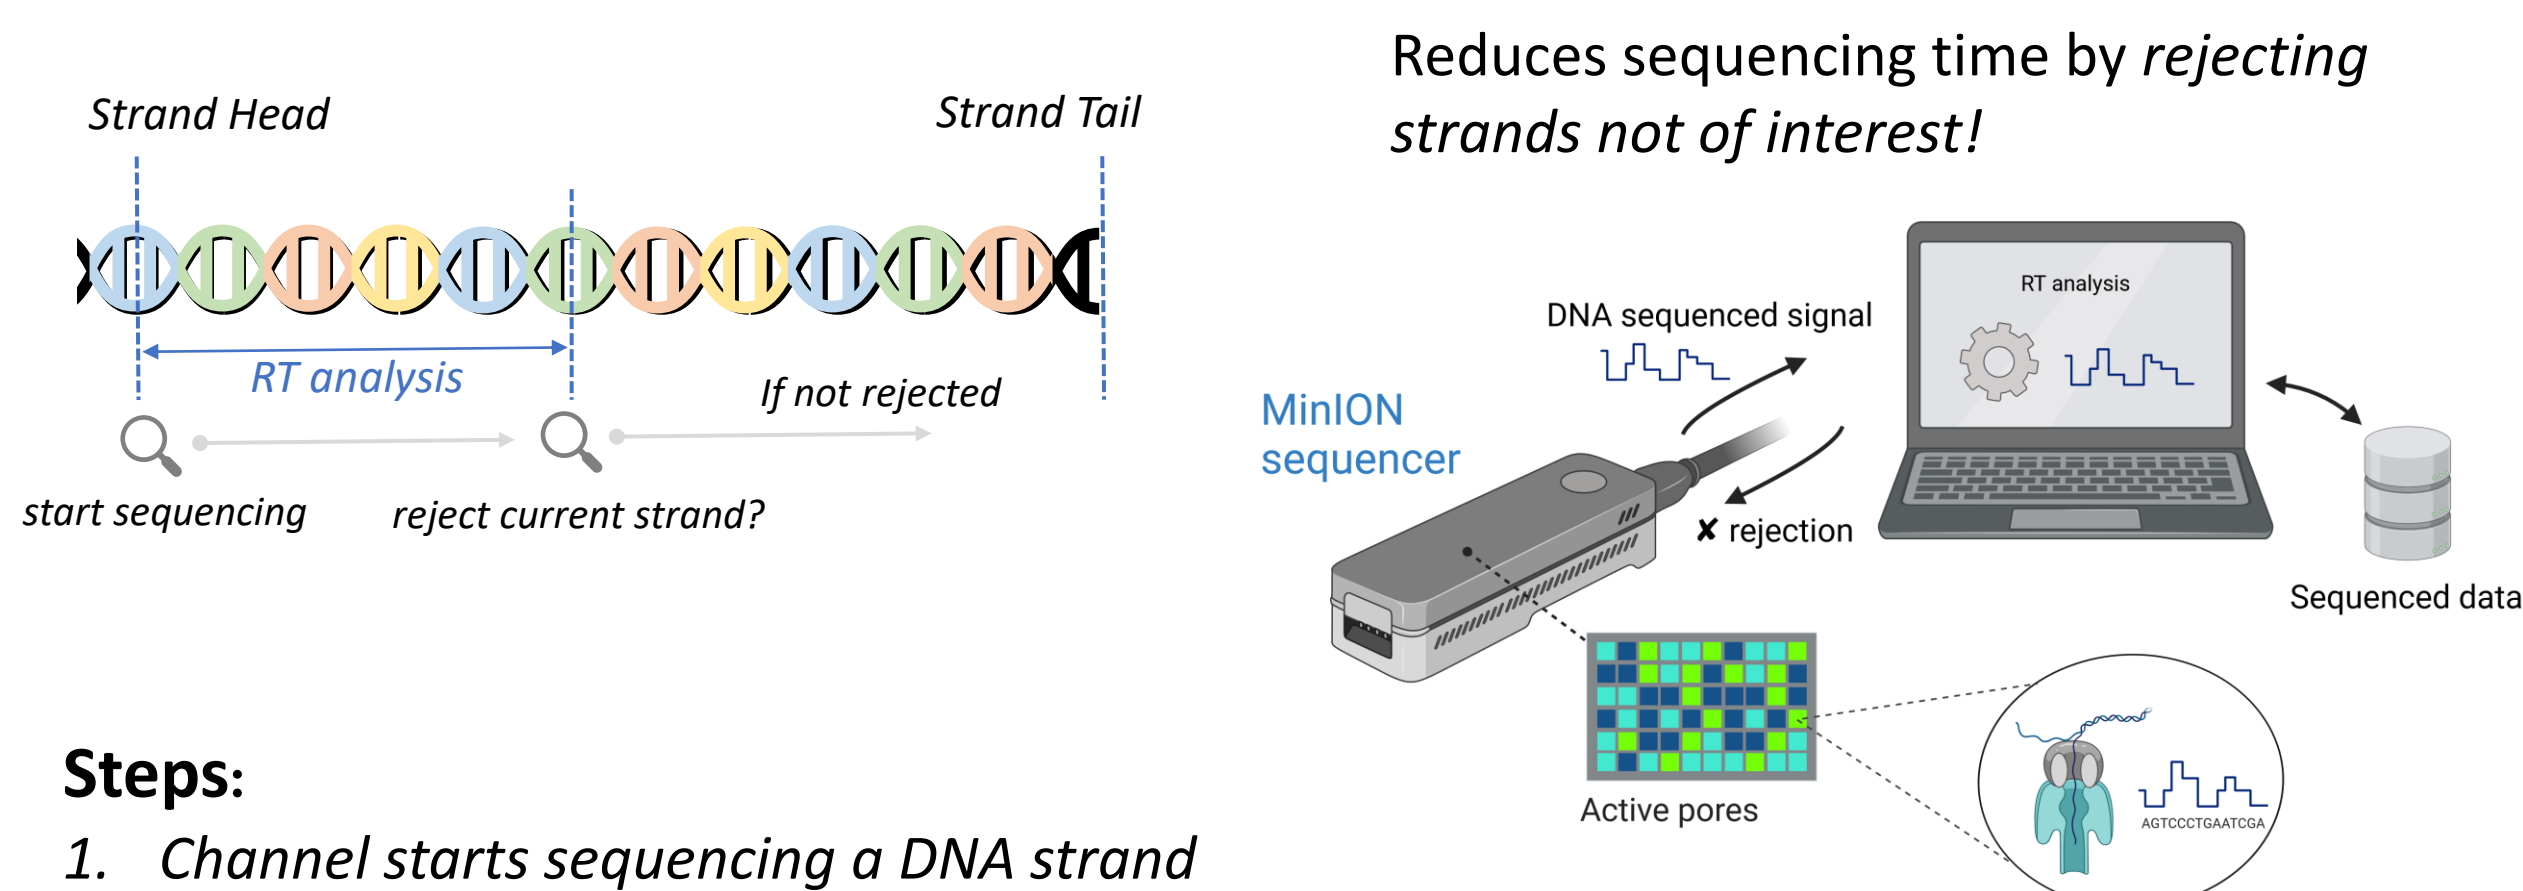 Reduces sequencing time by rejecting
strands not of interest!
Strand Head
Strand Tail
RT analysis
If not rejected
start sequencing
reject current strand?
RT analysis
DNA sequenced signal
MinION
sequencer
✘ rejection
Sequenced data
Active pores
AGTCCCTGAATCGA
Steps:
1. Channel starts sequencing a DNA strand